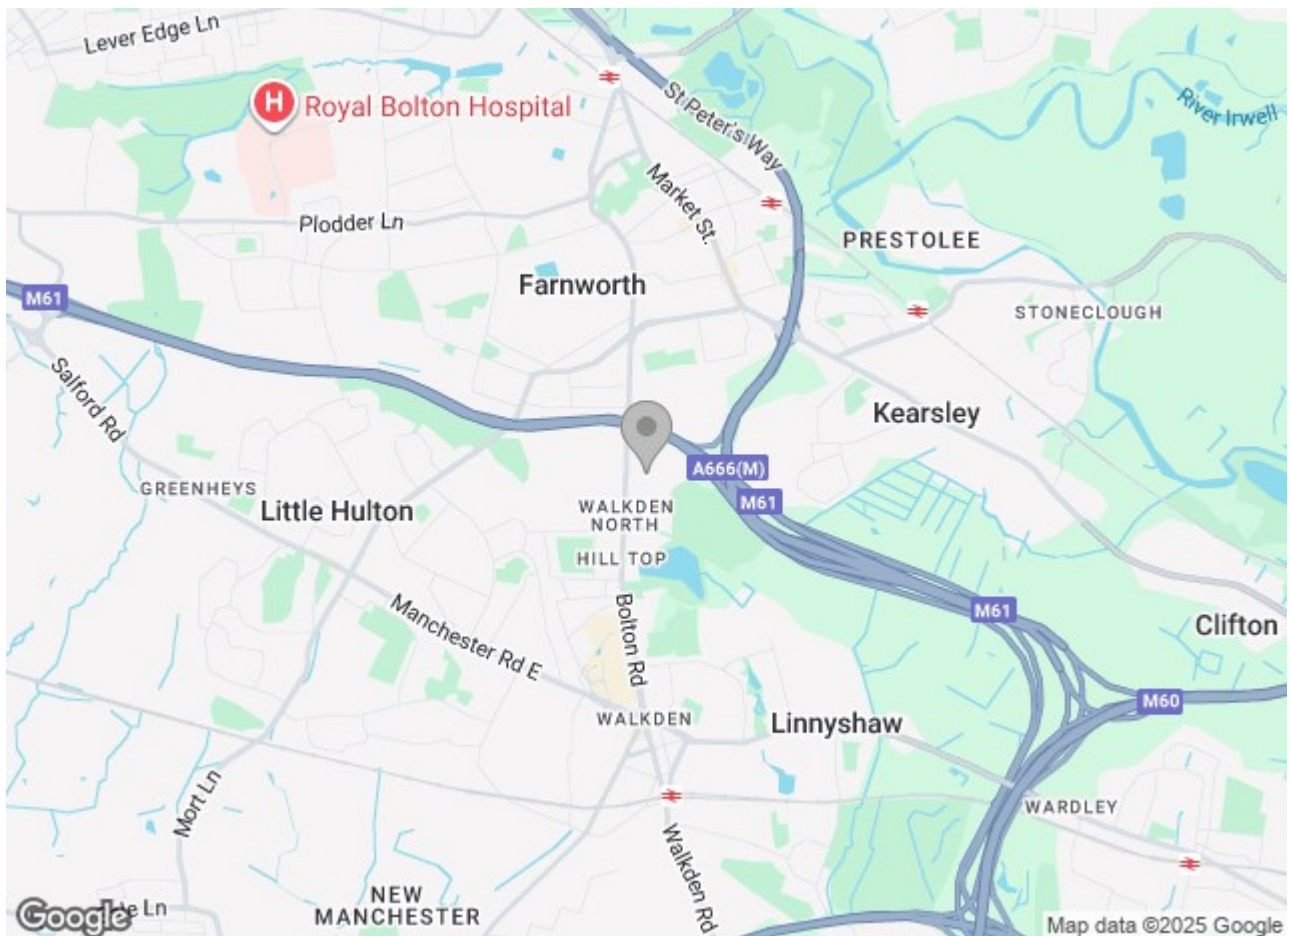 Lever Edge Ln
H
Royal Bolton Hospital
St Peter's Way
River Irwell
Market St.
Plodder Ln
PRESTOLEE
Farnworth
M61
STONECLOUGH
Salford Rd
Kearsley
A666(M)
M61
GREENHEYS
Little Hulton
WALKDEN
NORTH
HILL TOP
Manchester Rd E
Bolton Rd
M61
Clifton
M60
WALKDEN
Linnyshaw
Mort Ln
WARDLEY
Walkden Rd
NEW
MANCHESTER
Google
Ln
Map data ©2025 Google